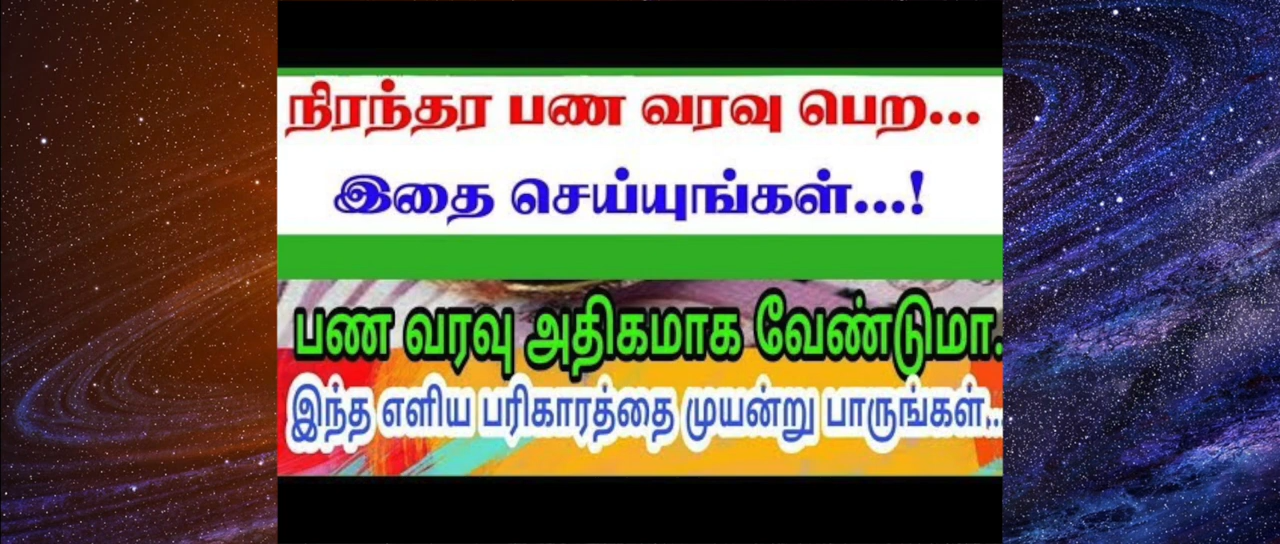 நிரந்தர பண வரவு பெற...
இதை செய்யுங்கள்...!
பண வரவு அதிகமாக வேண்டுமா.
இந்த எளிய பரிகாரத்தை முயன்று பாருங்கள்..